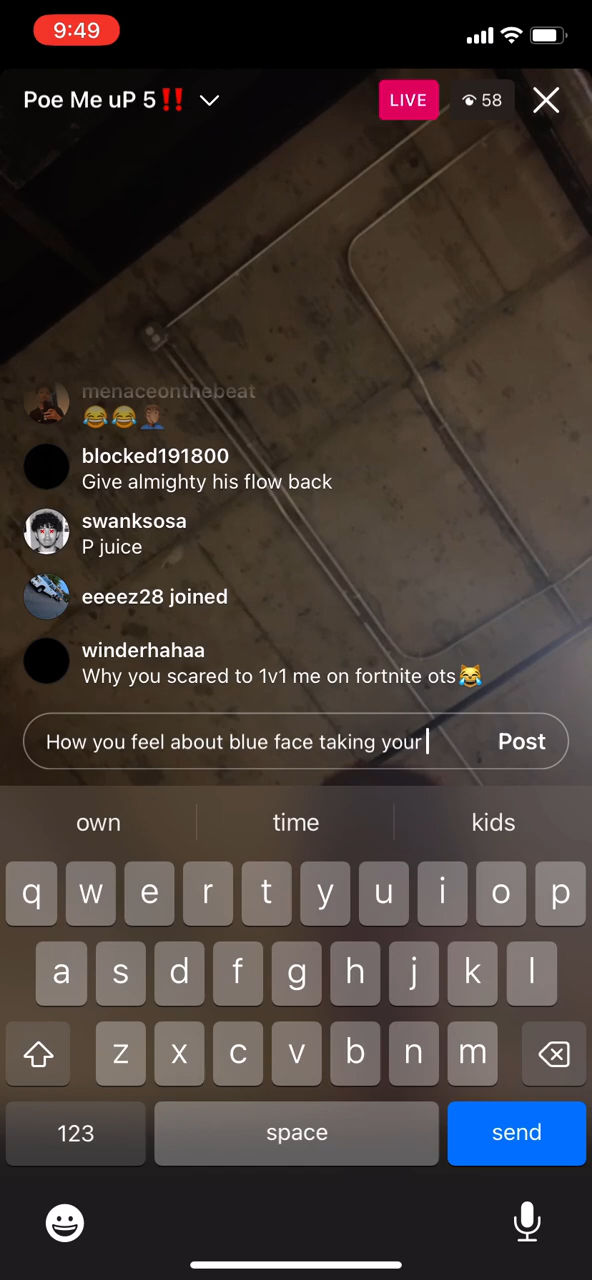 9:49
Poe Me uP 5‼️
LIVE
58
menaceonthebeat
😂😂🤦🏽‍♂️
blocked191800
Give almighty his flow back
swanksosa
P juice
eeeez28 joined
winderhahaa
Why you scared to 1v1 me on fortnite ots😹
How you feel about blue face taking your
Post
own time kids
q w e r t y u i o p
a s d f g h j k l
z x c v b n m
123 space send